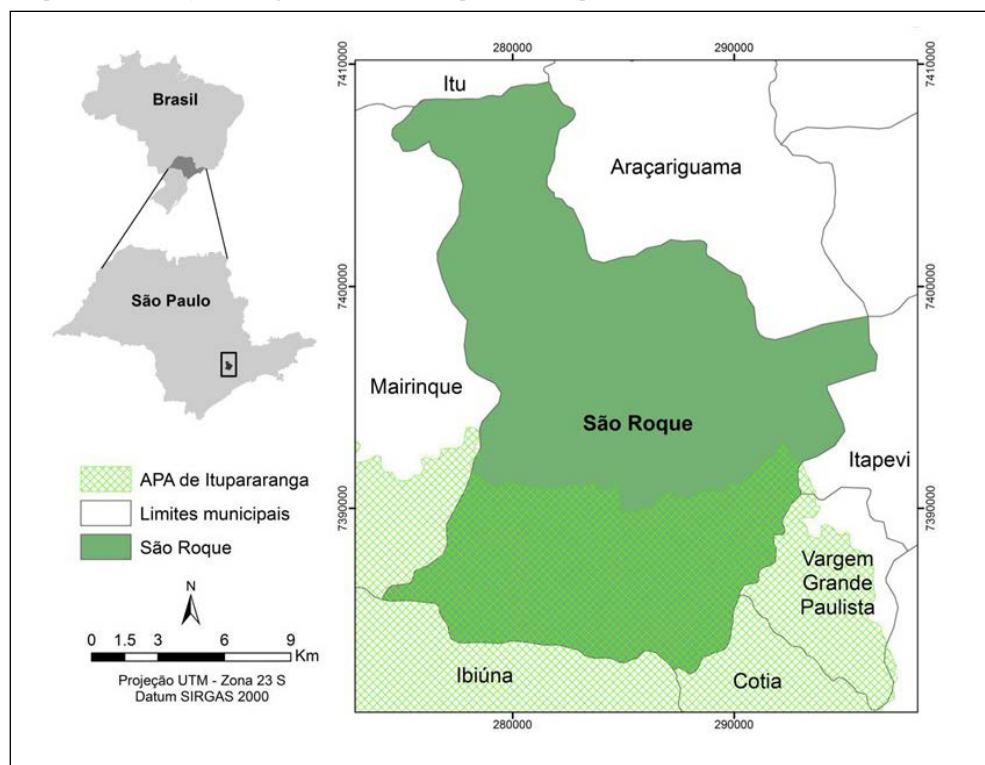 Brasil
São Paulo
APA de Itupararanga
Limites municipais
São Roque
N
0 1.5 3 6 9
Km
Projeção UTM - Zona 23 S
Datum SIRGAS 2000
280000 290000
7410000
7400000
7390000
Itu
Araçariguama
Mairinque
São Roque
Itapevi
Vargem
Grande
Paulista
Ibiúna
Cotia
7410000
7400000
7390000
280000 290000